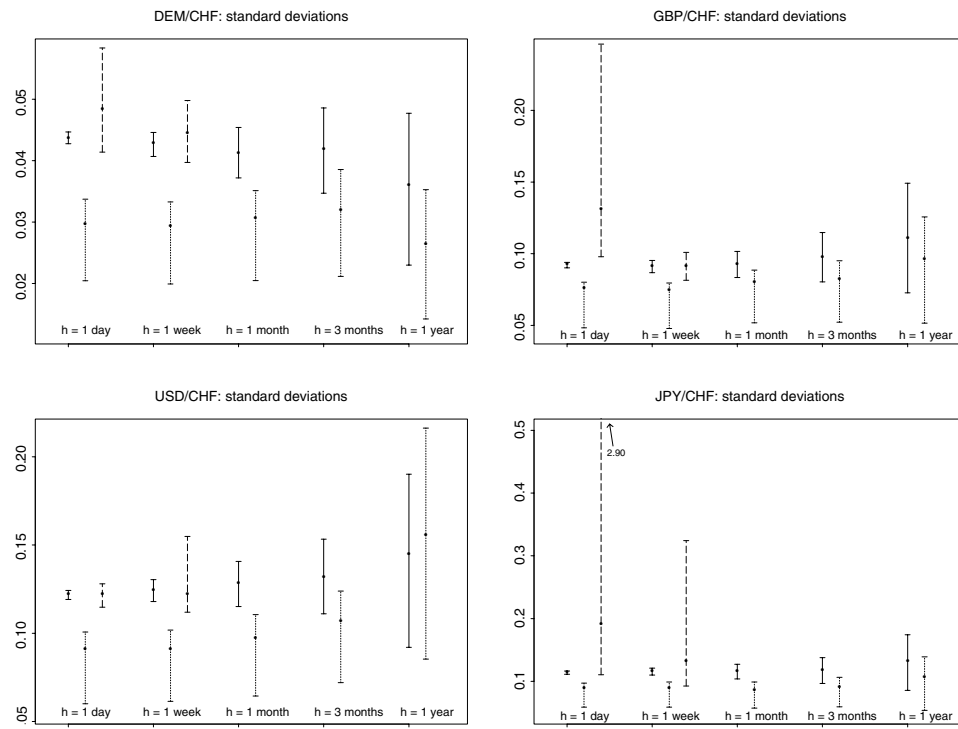 DEM/CHF: standard deviations
0.05
0.04
0.03
0.02
h = 1 day
h = 1 week
h = 1 month
h = 3 months
h = 1 year
GBP/CHF: standard deviations
0.20
0.15
0.10
0.05
h = 1 day
h = 1 week
h = 1 month
h = 3 months
h = 1 year
USD/CHF: standard deviations
0.20
0.15
0.10
.05
h = 1 day
h = 1 week
h = 1 month
h = 3 months
h = 1 year
JPY/CHF: standard deviations
0.5
2.90
0.4
0.3
0.2
0.1
h = 1 day
h = 1 week
h = 1 month
h = 3 months
h = 1 year